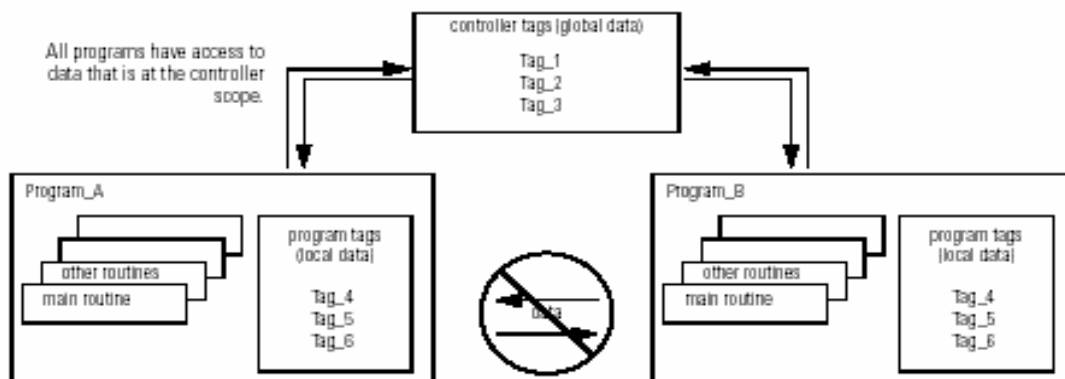 controller tags (global data)
Tag_1
Tag_2
Tag_3
All programs have access to
data that is at the controller
scope.
Program_A
other routines
main routine
program tags
(local data)
Tag_4
Tag_5
Tag_6
data
Program_B
other routines
main routine
program tags
(local data)
Tag_4
Tag_5
Tag_6